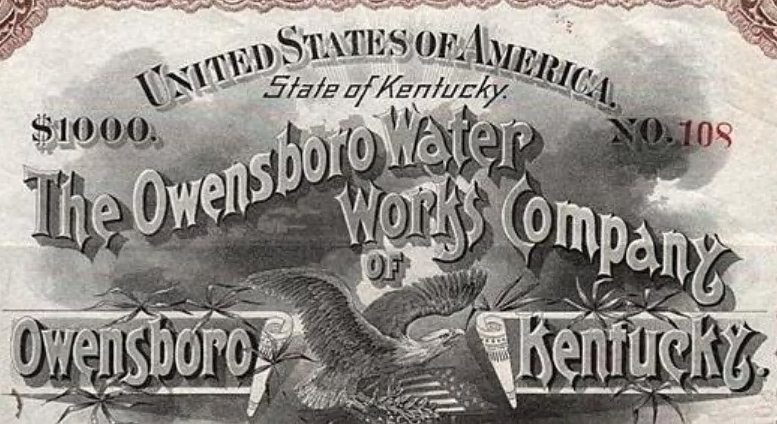 UNITED STATES OF AMERICA.
State of Kentucky.
$1000. NO. 108
The Owensboro Water
Works Company
OF
Owensboro Kentucky.